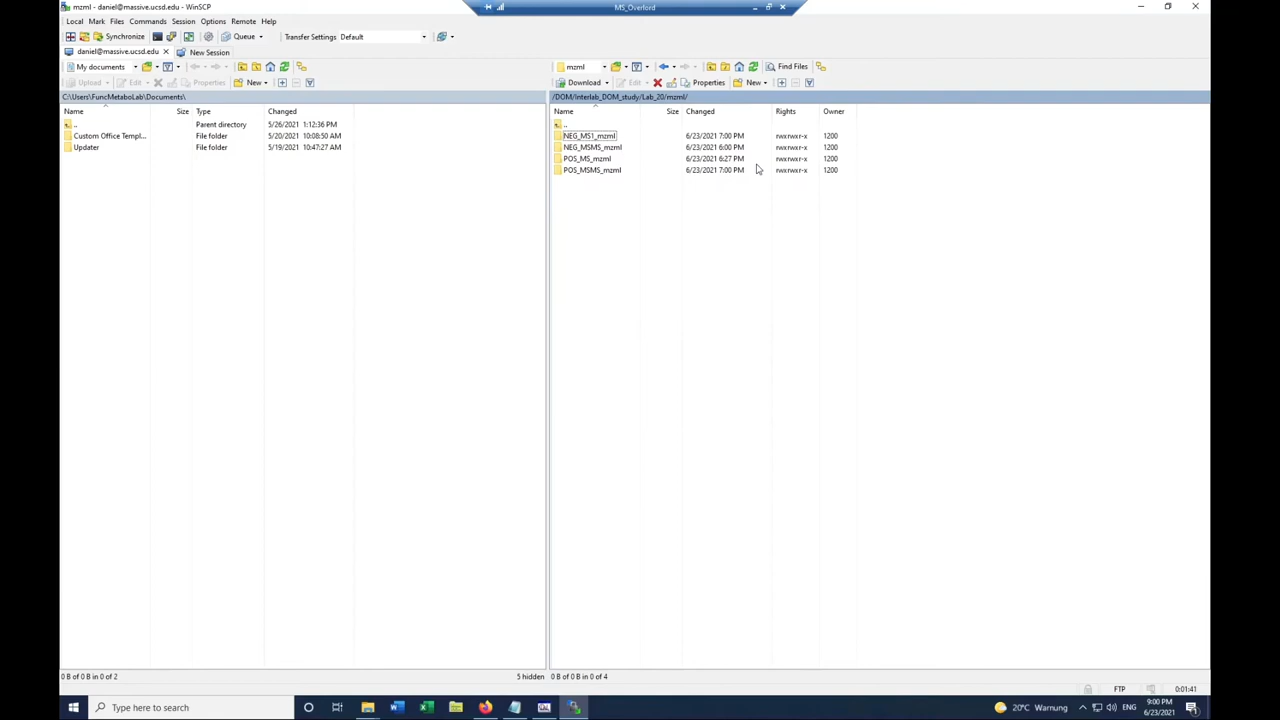 mzml - daniel@massive.ucsd.edu - WinSCP
MS_Overlord
Local Mark Files Commands Session Options Remote Help
Synchronize Queue Transfer Settings Default
daniel@massive.ucsd.edu New Session
My documents mzml Find Files
Upload Edit Properties New Download Edit Properties New
C:\Users\FuncMetaboLab\Documents\ /DOM/Interlab_DOM_study/Lab_20/mzml/
Name Size Type Changed Name Size Changed Rights Owner
.. Parent directory 5/26/2021 1:12:36 PM ..
Custom Office Templ... File folder 5/20/2021 10:08:50 AM NEG_MS1_mzml 6/23/2021 7:00 PM rwxrwxr-x 1200
Updater File folder 5/19/2021 10:47:27 AM NEG_MSMS_mzml 6/23/2021 6:00 PM rwxrwxr-x 1200
POS_MS_mzml 6/23/2021 6:27 PM rwxrwxr-x 1200
POS_MSMS_mzml 6/23/2021 7:00 PM rwxrwxr-x 1200
0 B of 0 B in 0 of 2 5 hidden 0 B of 0 B in 0 of 4
FTP 0:01:41
Type here to search 20°C Warnung ENG 9:00 PM
6/23/2021